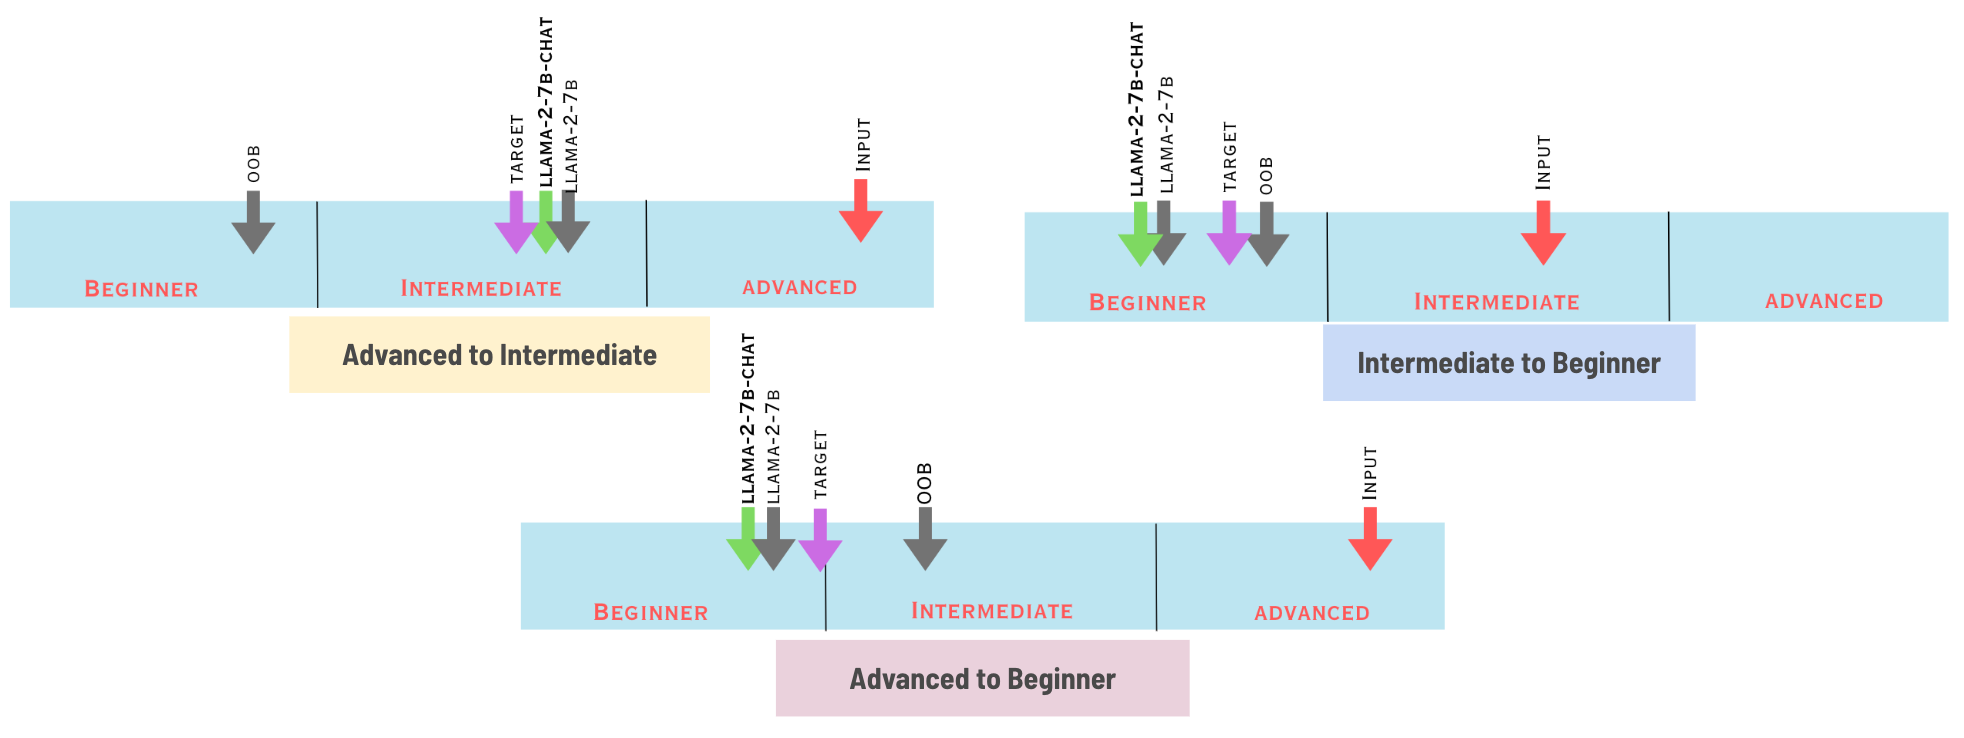 OOB
TARGET
LLAMA-2-7B-CHAT
LLAMA-2-7B
INPUT
BEGINNER
INTERMEDIATE
ADVANCED
Advanced to Intermediate
LLAMA-2-7B-CHAT
LLAMA-2-7B
TARGET
OOB
INPUT
BEGINNER
INTERMEDIATE
ADVANCED
Intermediate to Beginner
LLAMA-2-7B-CHAT
LLAMA-2-7B
TARGET
OOB
INPUT
BEGINNER
INTERMEDIATE
ADVANCED
Advanced to Beginner